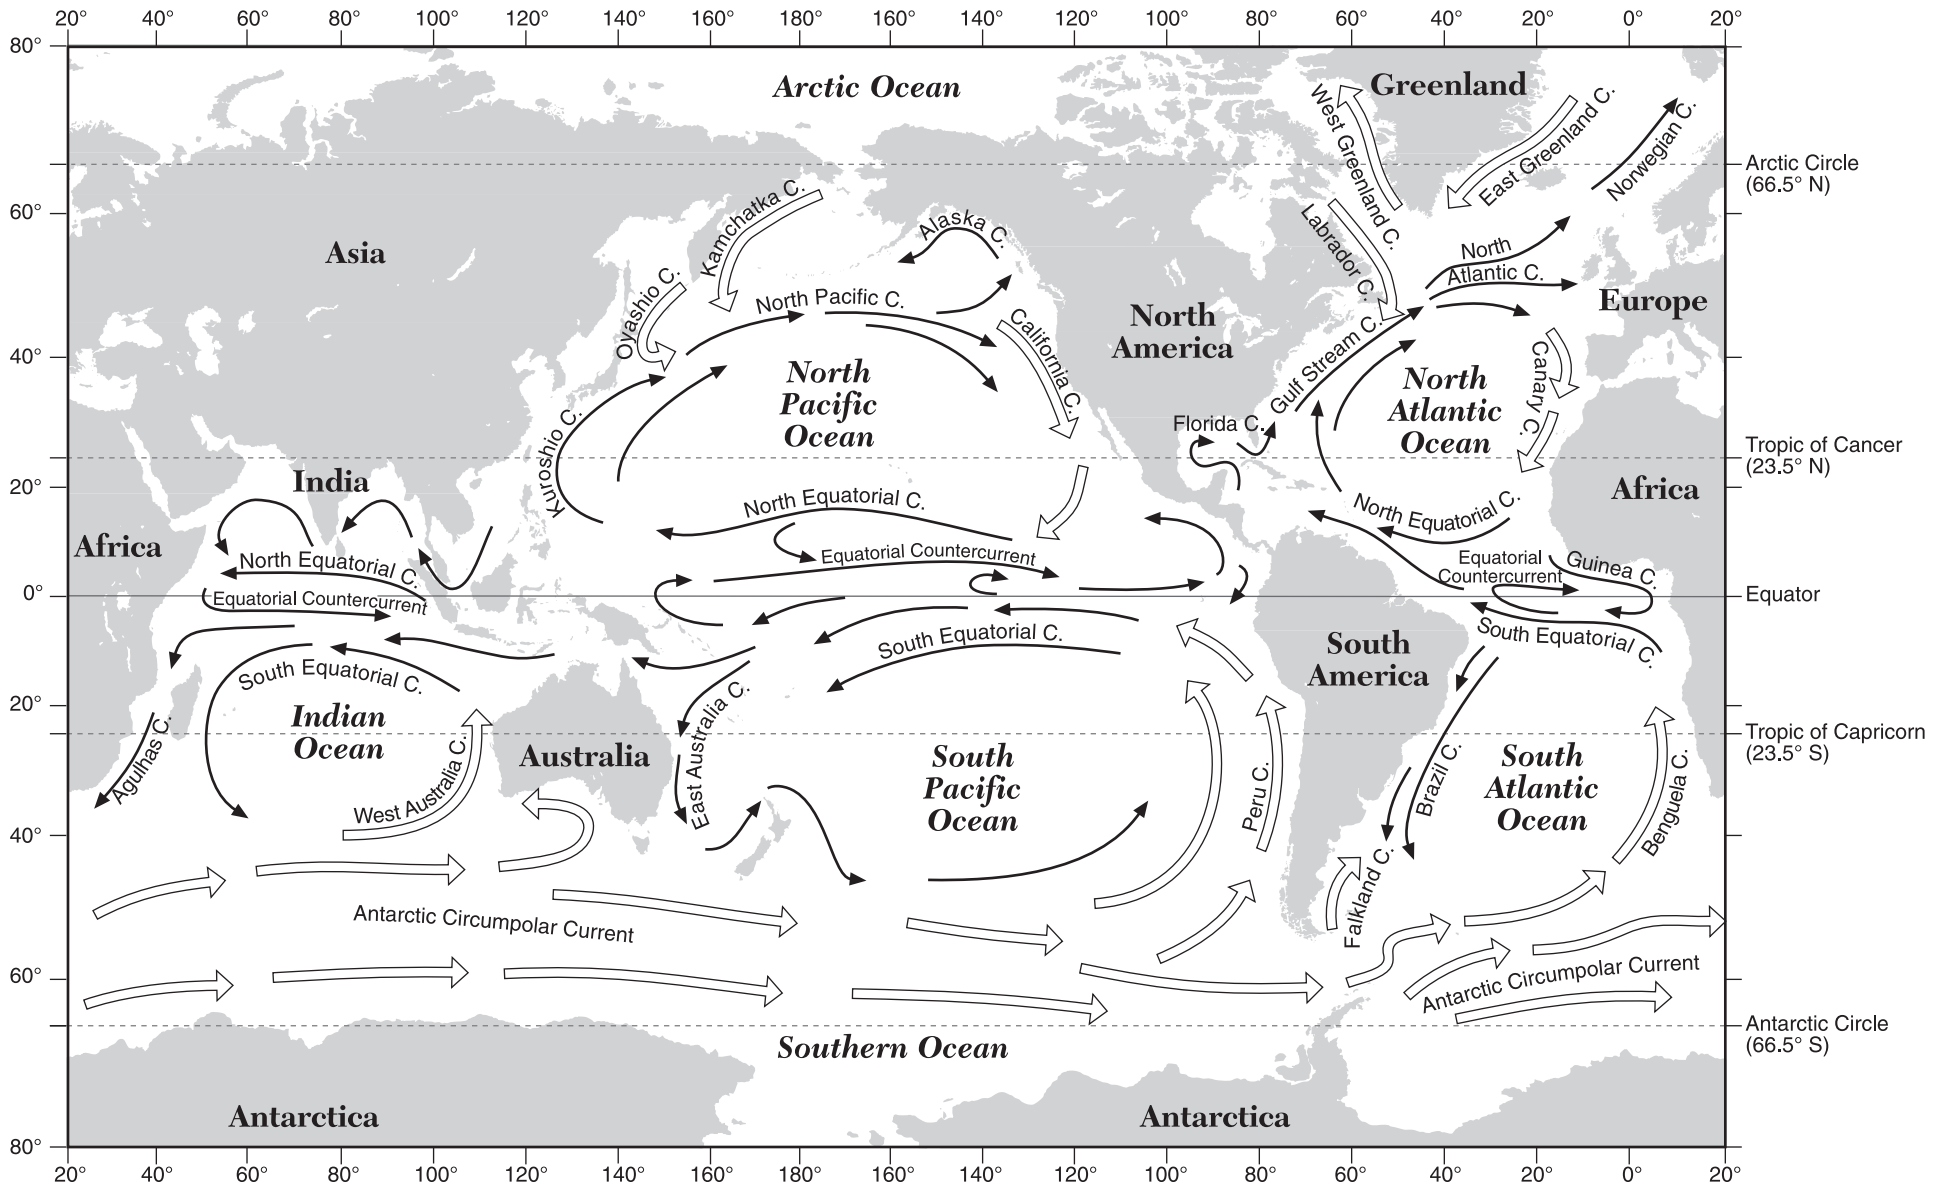 20° 40° 60° 80° 100° 120° 140° 160° 180° 160° 140° 120° 100° 80° 60° 40° 20° 0° 20°
80°
Arctic Ocean
Greenland
West Greenland C.
East Greenland C.
Norwegian C.
Arctic Circle
(66.5° N)
60°
Kamchatka C.
Alaska C.
Labrador C.
North
Atlantic C.
Asia
Oyashio C.
North Pacific C.
California C.
North
America
Gulf Stream C.
Europe
40°
North
Pacific
Ocean
North
Atlantic
Ocean
Canary C.
Kuroshio C.
Florida C.
Tropic of Cancer
(23.5° N)
20°
India
North Equatorial C.
North Equatorial C.
Africa
Africa
North Equatorial C.
Equatorial Countercurrent
Equatorial
Countercurrent
Guinea C.
0°
Equatorial Countercurrent
Equator
South Equatorial C.
South Equatorial C.
South
America
South Equatorial C.
20°
Indian
Ocean
Agulhas C.
West Australia C.
Australia
East Australia C.
South
Pacific
Ocean
Peru C.
Brazil C.
South
Atlantic
Ocean
Benguela C.
Tropic of Capricorn
(23.5° S)
40°
Falkland C.
Antarctic Circumpolar Current
Antarctic Circumpolar Current
60°
Antarctic Circle
(66.5° S)
Southern Ocean
Antarctica
Antarctica
80°
20° 40° 60° 80° 100° 120° 140° 160° 180° 160° 140° 120° 100° 80° 60° 40° 20° 0° 20°